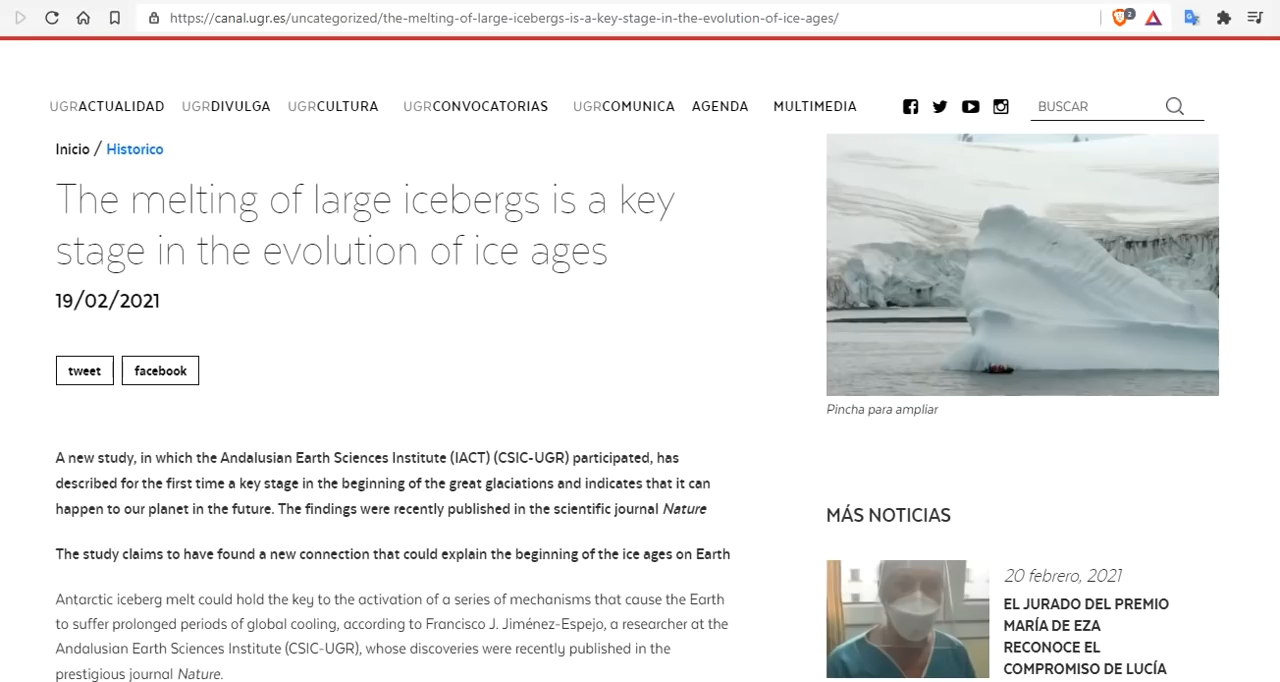 https://canal.ugr.es/uncategorized/the-melting-of-large-icebergs-is-a-key-stage-in-the-evolution-of-ice-ages/
2
UGRACTUALIDAD UGRDIVULGA UGRCULTURA UGRCONVOCATORIAS UGRCOMUNICA AGENDA MULTIMEDIA BUSCAR
Inicio / Historico
The melting of large icebergs is a key
stage in the evolution of ice ages
19/02/2021
tweet facebook
A new study, in which the Andalusian Earth Sciences Institute (IACT) (CSIC-UGR) participated, has
described for the first time a key stage in the beginning of the great glaciations and indicates that it can
happen to our planet in the future. The findings were recently published in the scientific journal Nature
The study claims to have found a new connection that could explain the beginning of the ice ages on Earth
Antarctic iceberg melt could hold the key to the activation of a series of mechanisms that cause the Earth
to suffer prolonged periods of global cooling, according to Francisco J. Jiménez-Espejo, a researcher at the
Andalusian Earth Sciences Institute (CSIC-UGR), whose discoveries were recently published in the
prestigious journal Nature.
Pincha para ampliar
MÁS NOTICIAS
20 febrero, 2021
EL JURADO DEL PREMIO
MARÍA DE EZA
RECONOCE EL
COMPROMISO DE LUCÍA